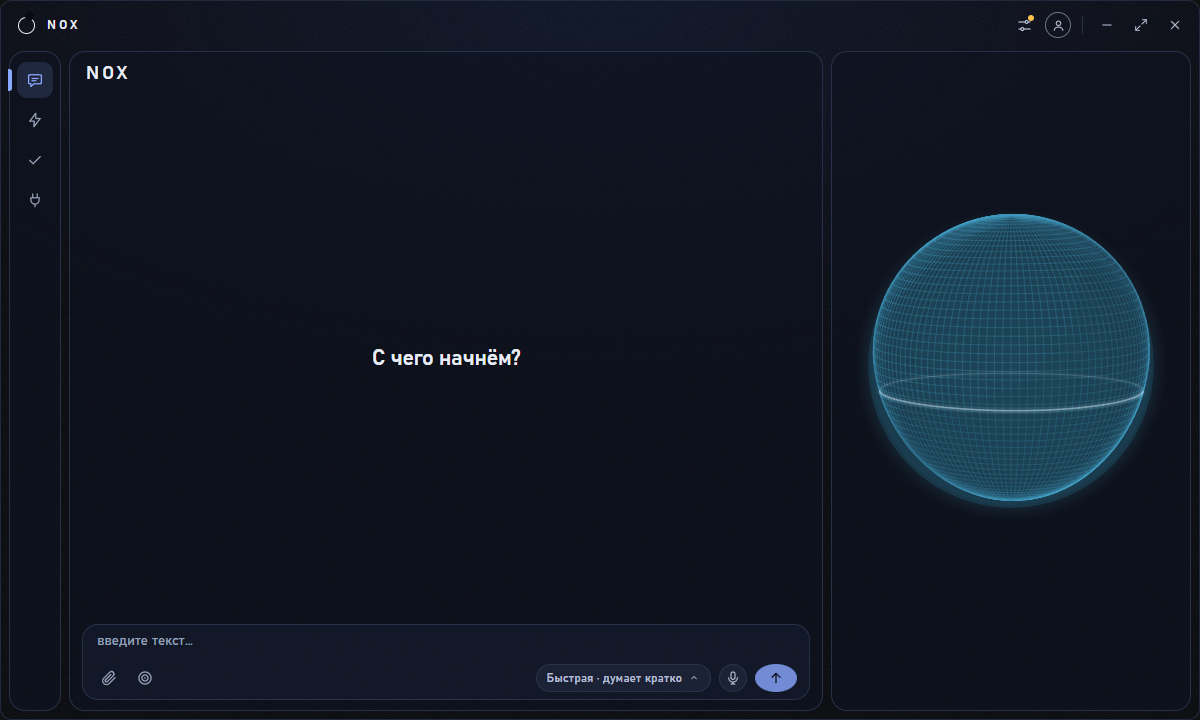 NOX
NOX
С чего начнём?
введите текст...
Быстрая · думает кратко